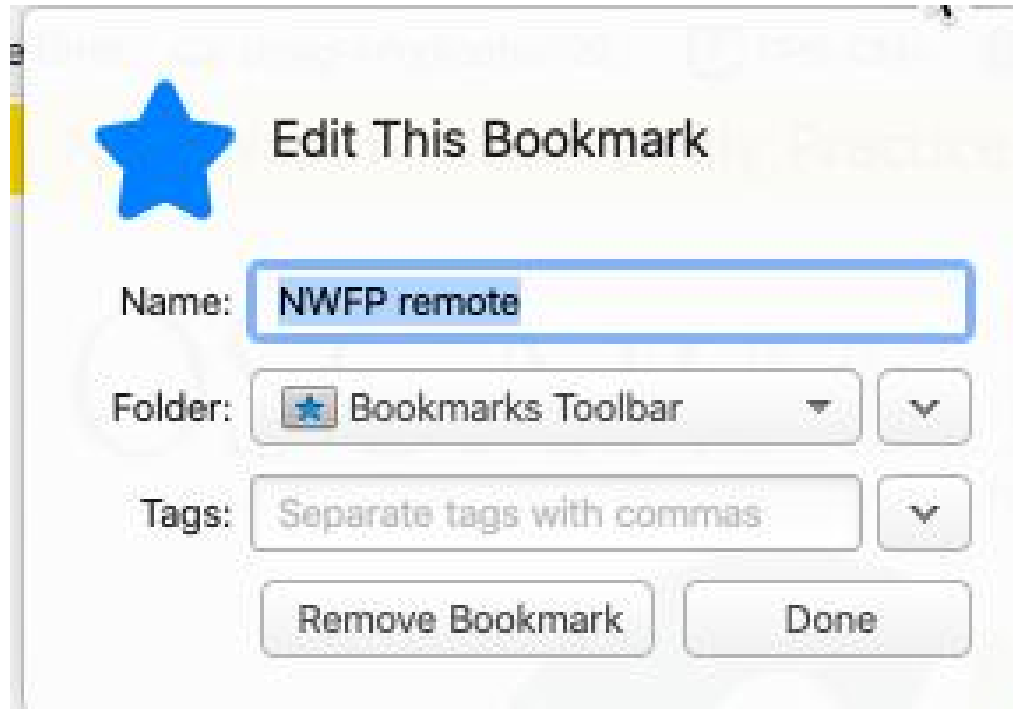 Edit This Bookmark
Name: NWFP remote
Folder: Bookmarks Toolbar
Tags: Separate tags with commas
Remove Bookmark Done